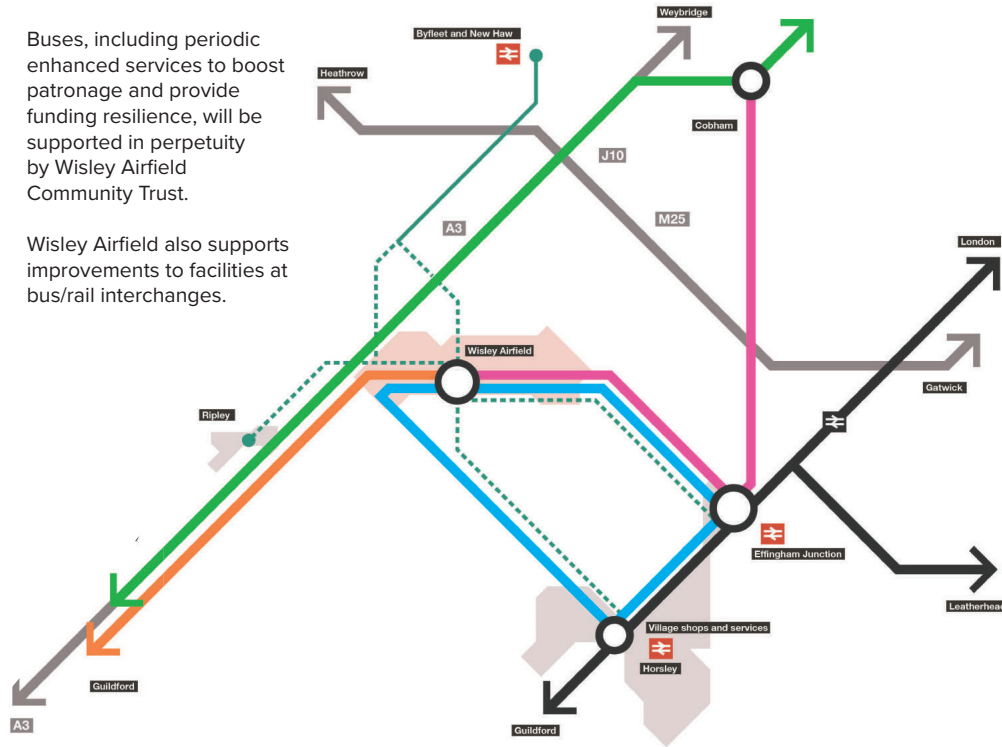 Buses, including periodic
enhanced services to boost
patronage and provide
funding resilience, will be
supported in perpetuity
by Wisley Airfield
Community Trust.
Wisley Airfield also supports
improvements to facilities at
bus/rail interchanges.
Weybridge
Byfleet and New Haw
Heathrow
Cobham
J10
M25
A3
London
Wisley Airfield
Gatwick
Ripley
Effingham Junction
Leatherhead
Village shops and services
Horsley
Guildford
Guildford
A3